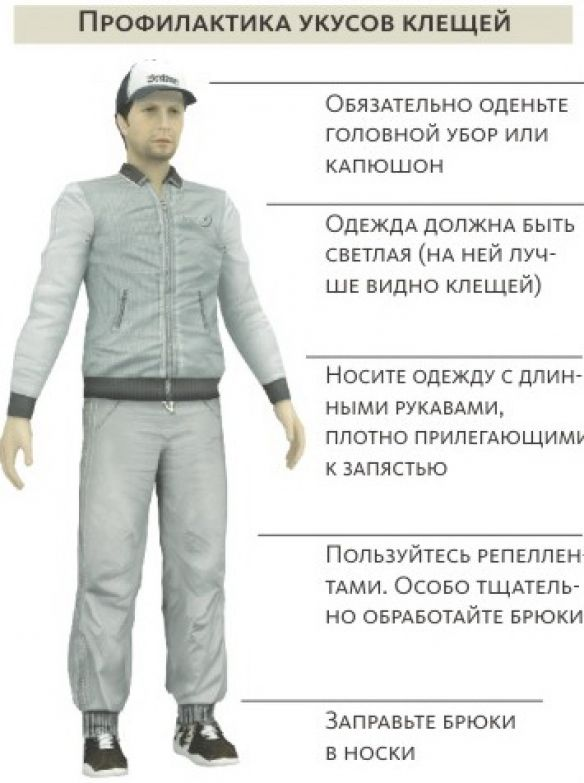 Профилактика укусов клещей
Обязательно оденьте
головной убор или
капюшон
Одежда должна быть
светлая (на ней луч-
ше видно клещей)
Носите одежду с длин-
ными рукавами,
плотно прилегающими
к запястью
Пользуйтесь репеллен-
тами. Особо тщатель-
но обработайте брюки
Заправьте брюки
в носки